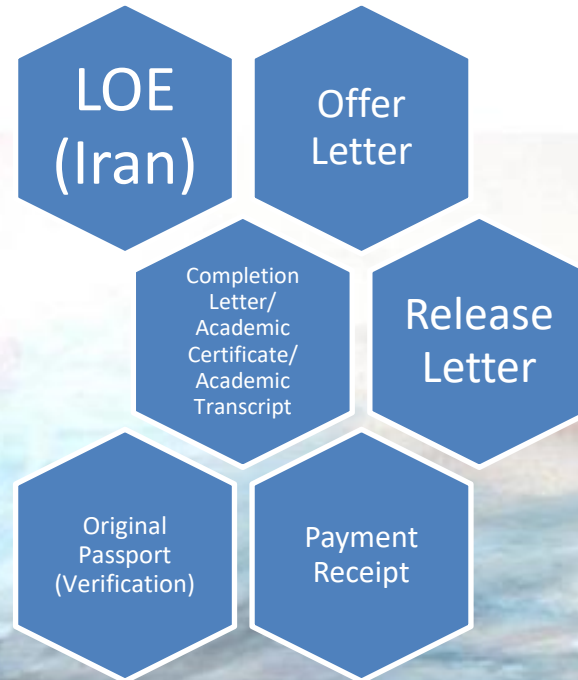 LOE
(Iran)
Offer
Letter
Completion
Letter/
Academic
Certificate/
Academic
Transcript
Release
Letter
Original
Passport
(Verification)
Payment
Receipt